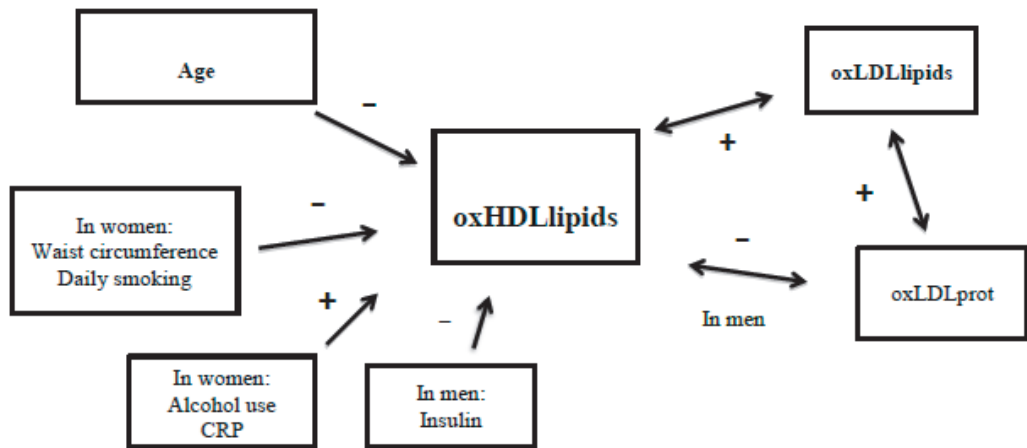 Age
–
oxLDLlipids
+
oxHDLlipids
+
In women:
Waist circumference
Daily smoking
–
–
oxLDLprot
In men
+
–
In women:
Alcohol use
CRP
In men:
Insulin